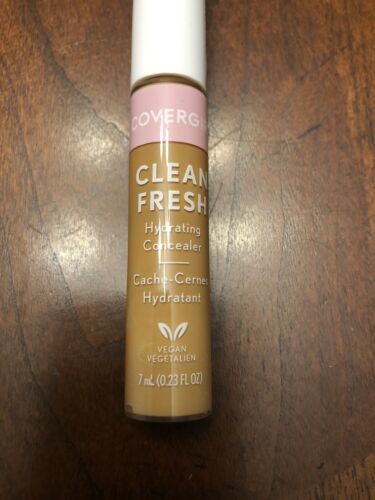 COVERGI
CLEAN
FRESH
Hydrating
Concealer
Cache-Cernes
Hydratant
VEGAN
VÉGÉTALIEN
7 mL (0.23 FL OZ)